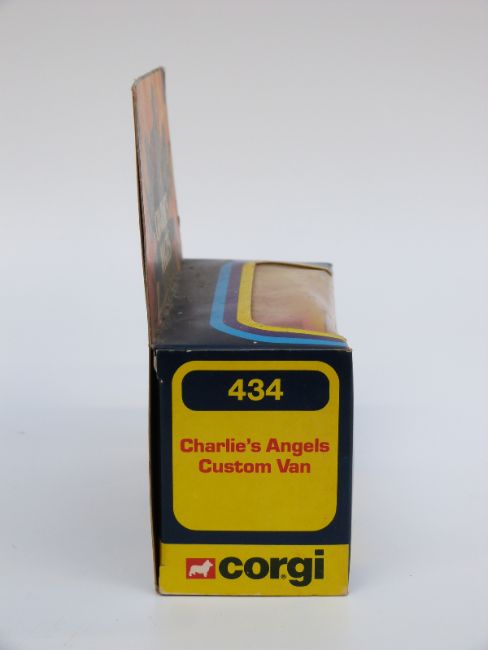 434
Charlie's Angels
Custom Van
corgi